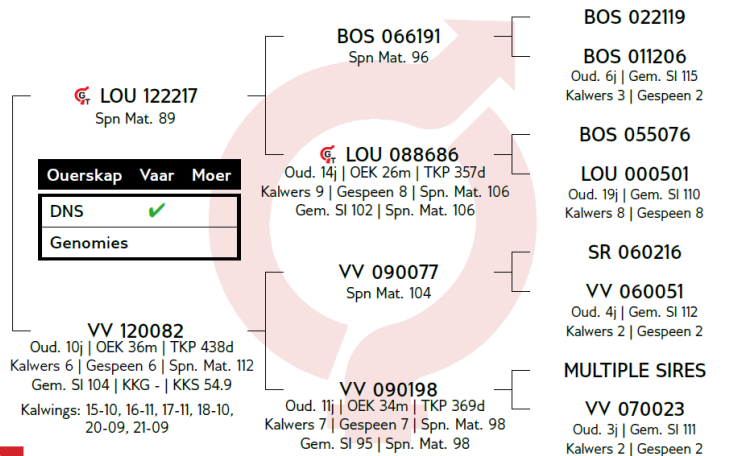 LOU 122217
Spn Mat. 89
Ouerskap Vaar Moer
DNS ✔
Genomies
VV 120082
Oud. 10j | OEK 36m | TKP 438d
Kalwers 6 | Gespeen 6 | Spn. Mat. 112
Gem. SI 104 | KKG - | KKS 54.9
Kalwings: 15-10, 16-11, 17-11, 18-10,
20-09, 21-09
BOS 066191
Spn Mat. 96
LOU 088686
Oud. 14j | OEK 26m | TKP 357d
Kalwers 9 | Gespeen 8 | Spn. Mat. 106
Gem. SI 102 | Spn. Mat. 106
VV 090077
Spn Mat. 104
VV 090198
Oud. 11j | OEK 34m | TKP 369d
Kalwers 7 | Gespeen 7 | Spn. Mat. 98
Gem. SI 95 | Spn. Mat. 98
BOS 022119
BOS 011206
Oud. 6j | Gem. SI 115
Kalwers 3 | Gespeen 2
BOS 055076
LOU 000501
Oud. 19j | Gem. SI 110
Kalwers 8 | Gespeen 8
SR 060216
VV 060051
Oud. 4j | Gem. SI 112
Kalwers 2 | Gespeen 2
MULTIPLE SIRES
VV 070023
Oud. 3j | Gem. SI 111
Kalwers 2 | Gespeen 2